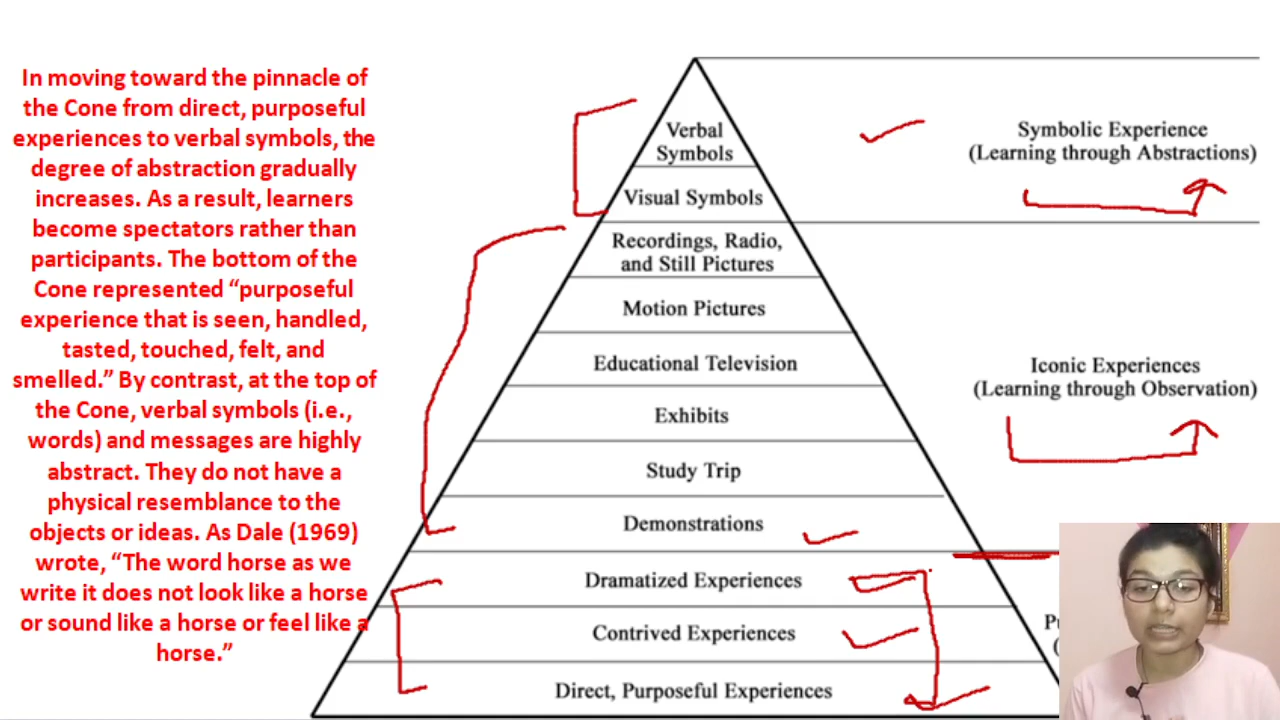 In moving toward the pinnacle of
the Cone from direct, purposeful
experiences to verbal symbols, the
degree of abstraction gradually
increases. As a result, learners
become spectators rather than
participants. The bottom of the
Cone represented “purposeful
experience that is seen, handled,
tasted, touched, felt, and
smelled.” By contrast, at the top of
the Cone, verbal symbols (i.e.,
words) and messages are highly
abstract. They do not have a
physical resemblance to the
objects or ideas. As Dale (1969)
wrote, “The word horse as we
write it does not look like a horse
or sound like a horse or feel like a
horse.”
Verbal
Symbols
Visual Symbols
Recordings, Radio,
and Still Pictures
Motion Pictures
Educational Television
Exhibits
Study Trip
Demonstrations
Dramatized Experiences
Contrived Experiences
Direct, Purposeful Experiences
Symbolic Experience
(Learning through Abstractions)
Iconic Experiences
(Learning through Observation)